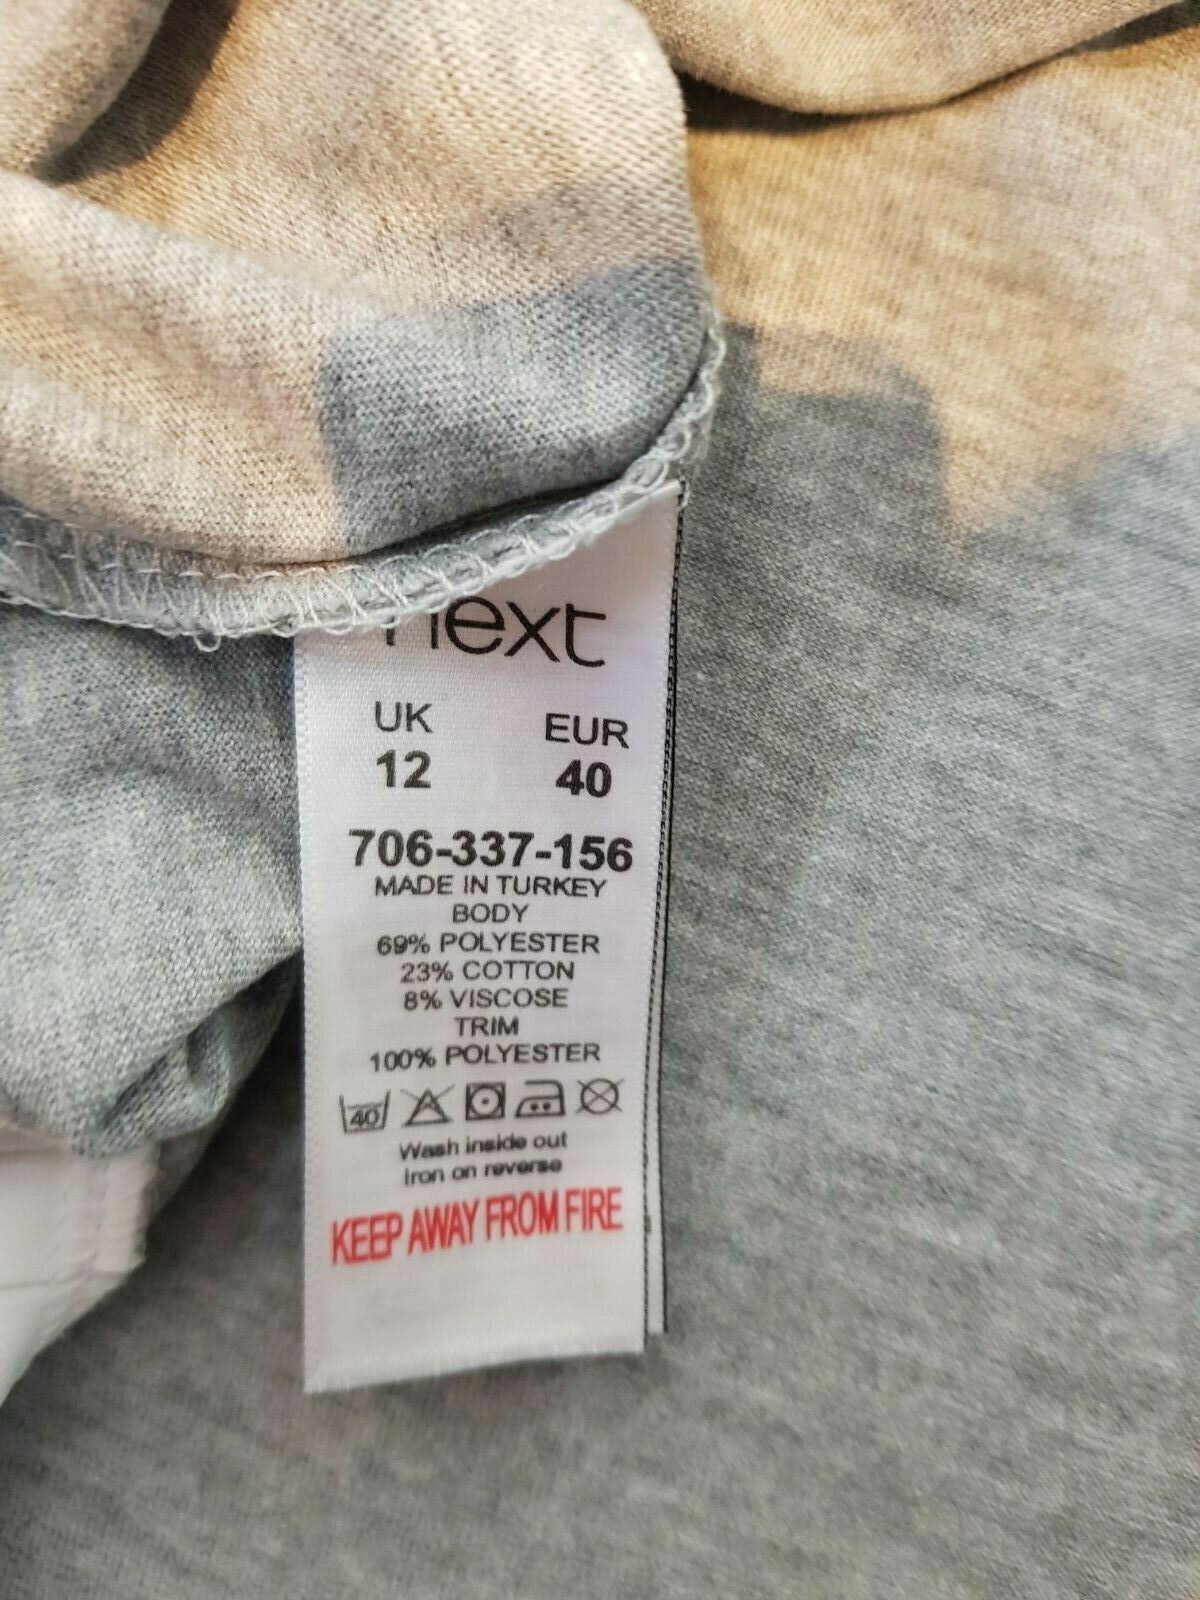 next
UK EUR
12 40
706-337-156
MADE IN TURKEY
BODY
69% POLYESTER
23% COTTON
8% VISCOSE
TRIM
100% POLYESTER
40
Wash inside out
Iron on reverse
KEEP AWAY FROM FIRE